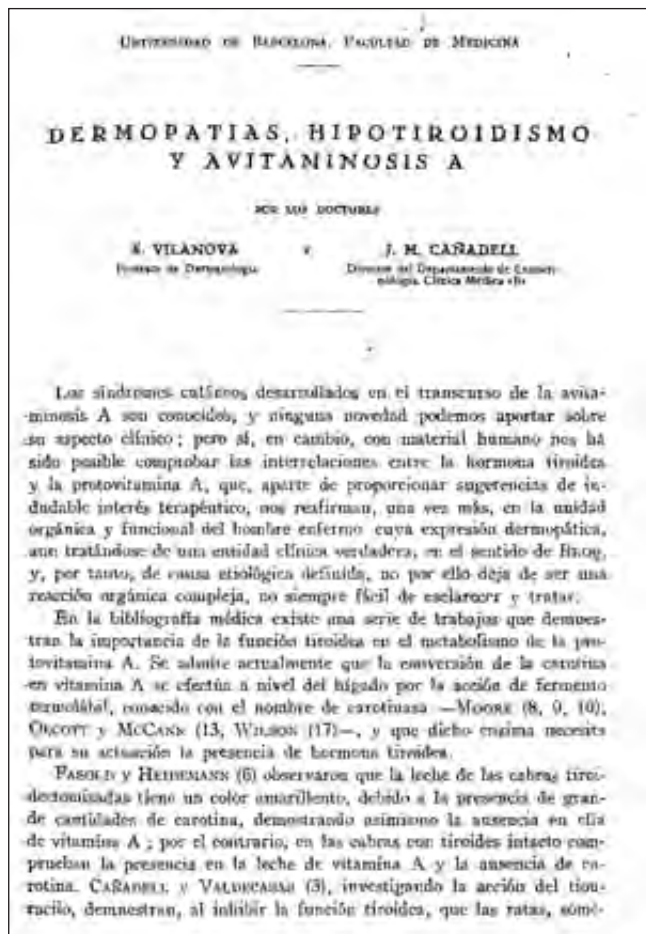 UNIVERSIDAD DE BARCELONA. FACULTAD DE MEDICINA
DERMOPATIAS, HIPOTIROIDISMO
Y AVITAMINOSIS A
POR LOS DOCTORES
X. VILANOVA y J. M. CAÑADELL
Profesor de Dermatología Director del Departamento de Endocri-
nología. Clínica Médica «B»
Los síndromes cutáneos desarrollados en el transcurso de la avita-
minosis A son conocidos, y ninguna novedad podemos aportar sobre
su aspecto clínico; pero sí, en cambio, con material humano nos ha
sido posible comprobar las interrelaciones entre la hormona tiroidea
y la protovitamina A, que, aparte de proporcionar sugerencias de in-
dudable interés terapéutico, nos reafirman, una vez más, en la unidad
orgánica y funcional del hombre enfermo cuya expresión dermopática,
aun tratándose de una entidad clínica verdadera, en el sentido de BLOQ,
y, por tanto, de causa etiológica definida, no por ello deja de ser una
reacción orgánica compleja, no siempre fácil de esclarecer y tratar.
En la bibliografía médica existe una serie de trabajos que demues-
tran la importancia de la función tiroidea en el metabolismo de la pro-
tovitamina A. Se admite actualmente que la conversión de la carotina
en vitamina A se efectúa a nivel del hígado por la acción de fermento
termolábil, conocido con el nombre de carotinasa —MOORE (8, 9, 10),
OLCOTT y MCCANN (13, WILSON (17)—, y que dicho enzima necesita
para su actuación la presencia de hormona tiroidea.
FASOLD y HEIDEMANN (6) observaron que la leche de las cabras tiroi-
dectomizadas tiene un color amarillento, debido a la presencia de gran-
de cantidades de carotina, demostrando asimismo la ausencia en ella
de vitamina A; por el contrario, en las cabras con tiroides intacto com-
prueban la presencia en la leche de vitamina A y la ausencia de ca-
rotina. CAÑADELL y VALDECASAS (3), investigando la acción del tiou-
racilo, demuestran, al inhibir la función tiroidea, que las ratas, some-